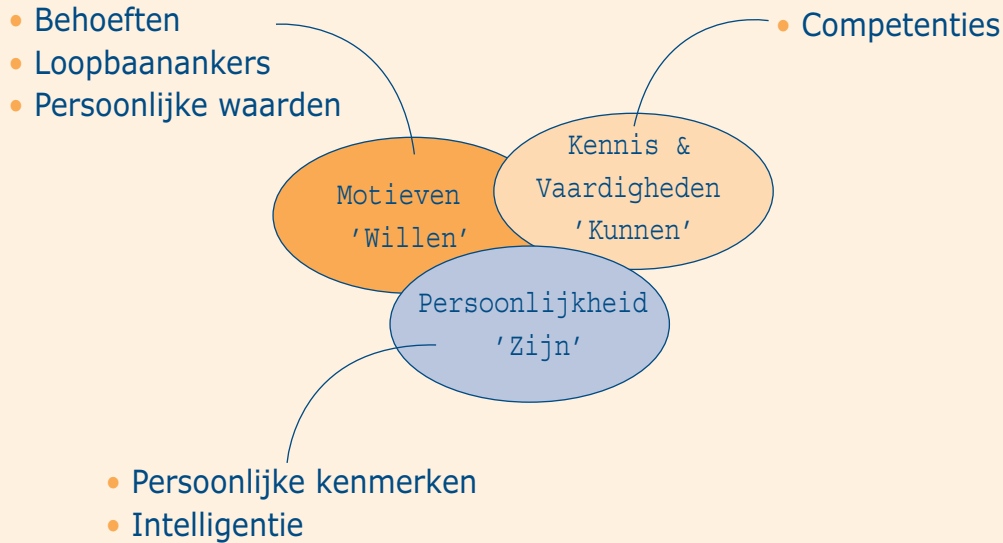 • Behoeften
• Loopbaanankers
• Persoonlijke waarden
• Competenties
Kennis &
Vaardigheden
'Kunnen'
Motieven
'Willen'
Persoonlijkheid
'Zijn'
• Persoonlijke kenmerken
• Intelligentie